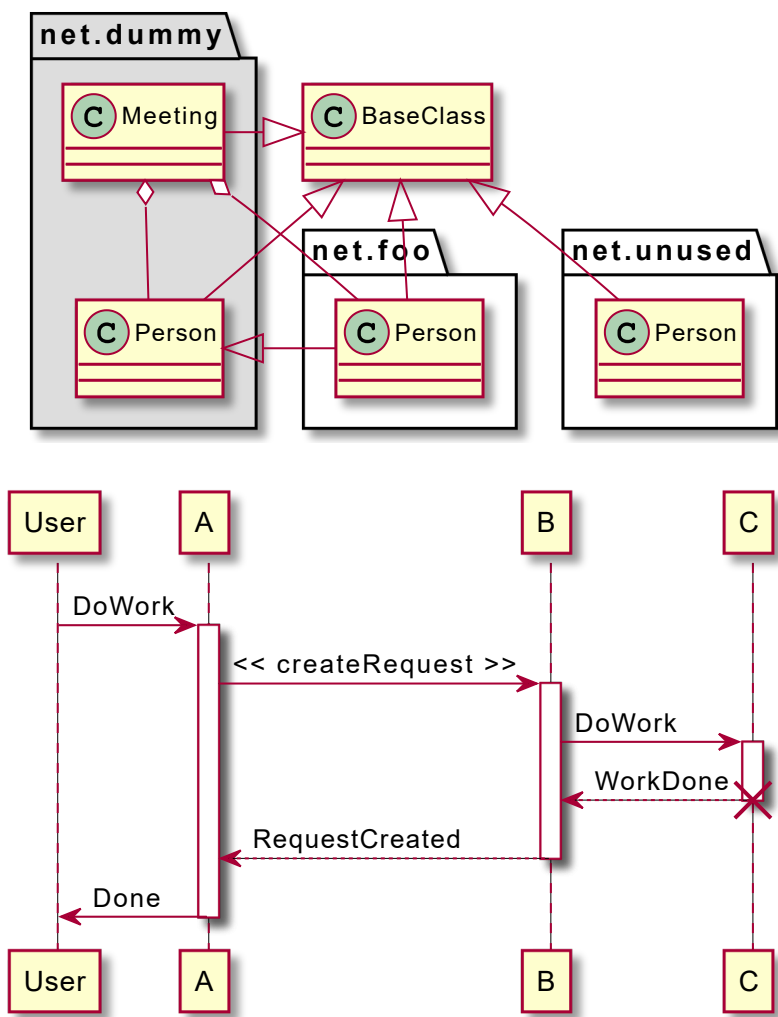 net.dummy
C Meeting
C BaseClass
net.foo
net.unused
C Person
C Person
C Person
User
A
B
C
DoWork
<< createRequest >>
DoWork
WorkDone
RequestCreated
Done
User
A
B
C